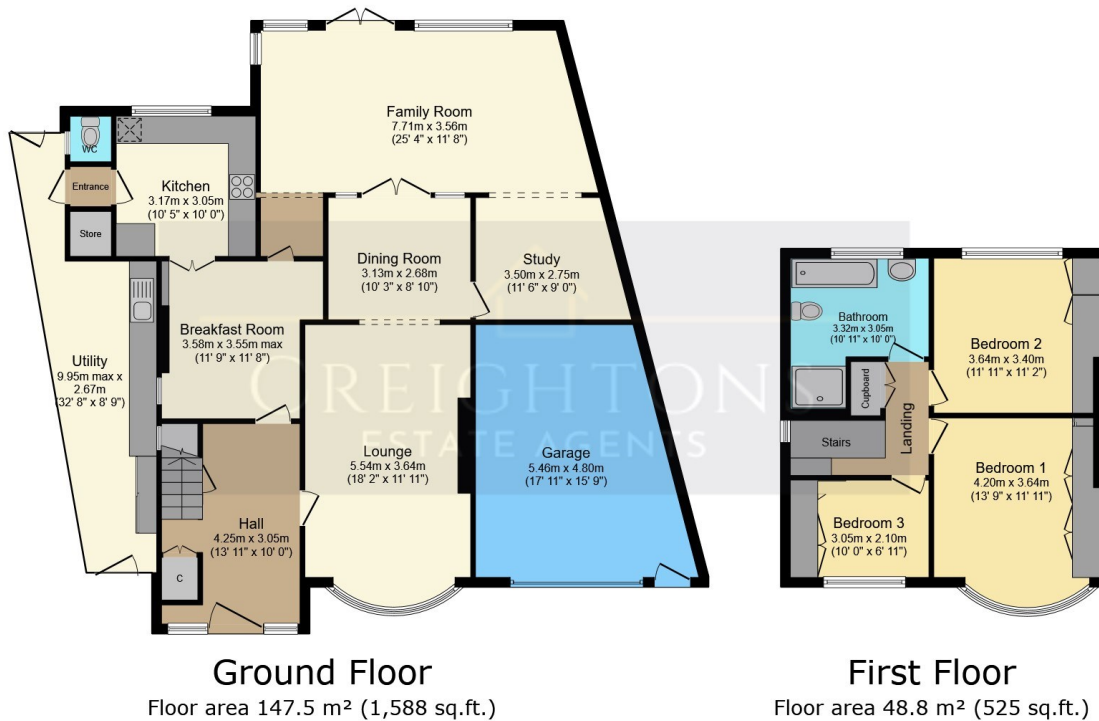 Family Room
7.71m x 3.56m
(25' 4" x 11' 8")
WC
Entrance
Store
Kitchen
3.17m x 3.05m
(10' 5" x 10' 0")
Dining Room
3.13m x 2.68m
(10' 3" x 8' 10")
Study
3.50m x 2.75m
(11' 6" x 9' 0")
Breakfast Room
3.58m x 3.55m max
(11' 9" x 11' 8")
Utility
9.95m max x
2.67m
(32' 8" x 8' 9")
Lounge
5.54m x 3.64m
(18' 2" x 11' 11")
Garage
5.46m x 4.80m
(17' 11" x 15' 9")
Hall
4.25m x 3.05m
(13' 11" x 10' 0")
C
CREIGHTONS
ESTATE AGENTS
Bathroom
3.32m x 3.05m
(10' 11" x 10' 0")
Bedroom 2
3.64m x 3.40m
(11' 11" x 11' 2")
Cupboard
Landing
Stairs
Bedroom 1
4.20m x 3.64m
(13' 9" x 11' 11")
Bedroom 3
3.05m x 2.10m
(10' 0" x 6' 11")
Ground Floor
Floor area 147.5 m² (1,588 sq.ft.)
First Floor
Floor area 48.8 m² (525 sq.ft.)